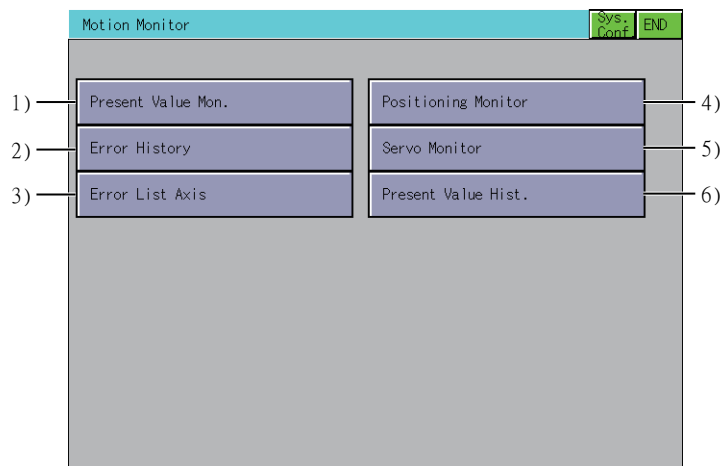 Motion Monitor
Sys. Conf.
END
1) Present Value Mon.
4) Positioning Monitor
2) Error History
5) Servo Monitor
3) Error List Axis
6) Present Value Hist.